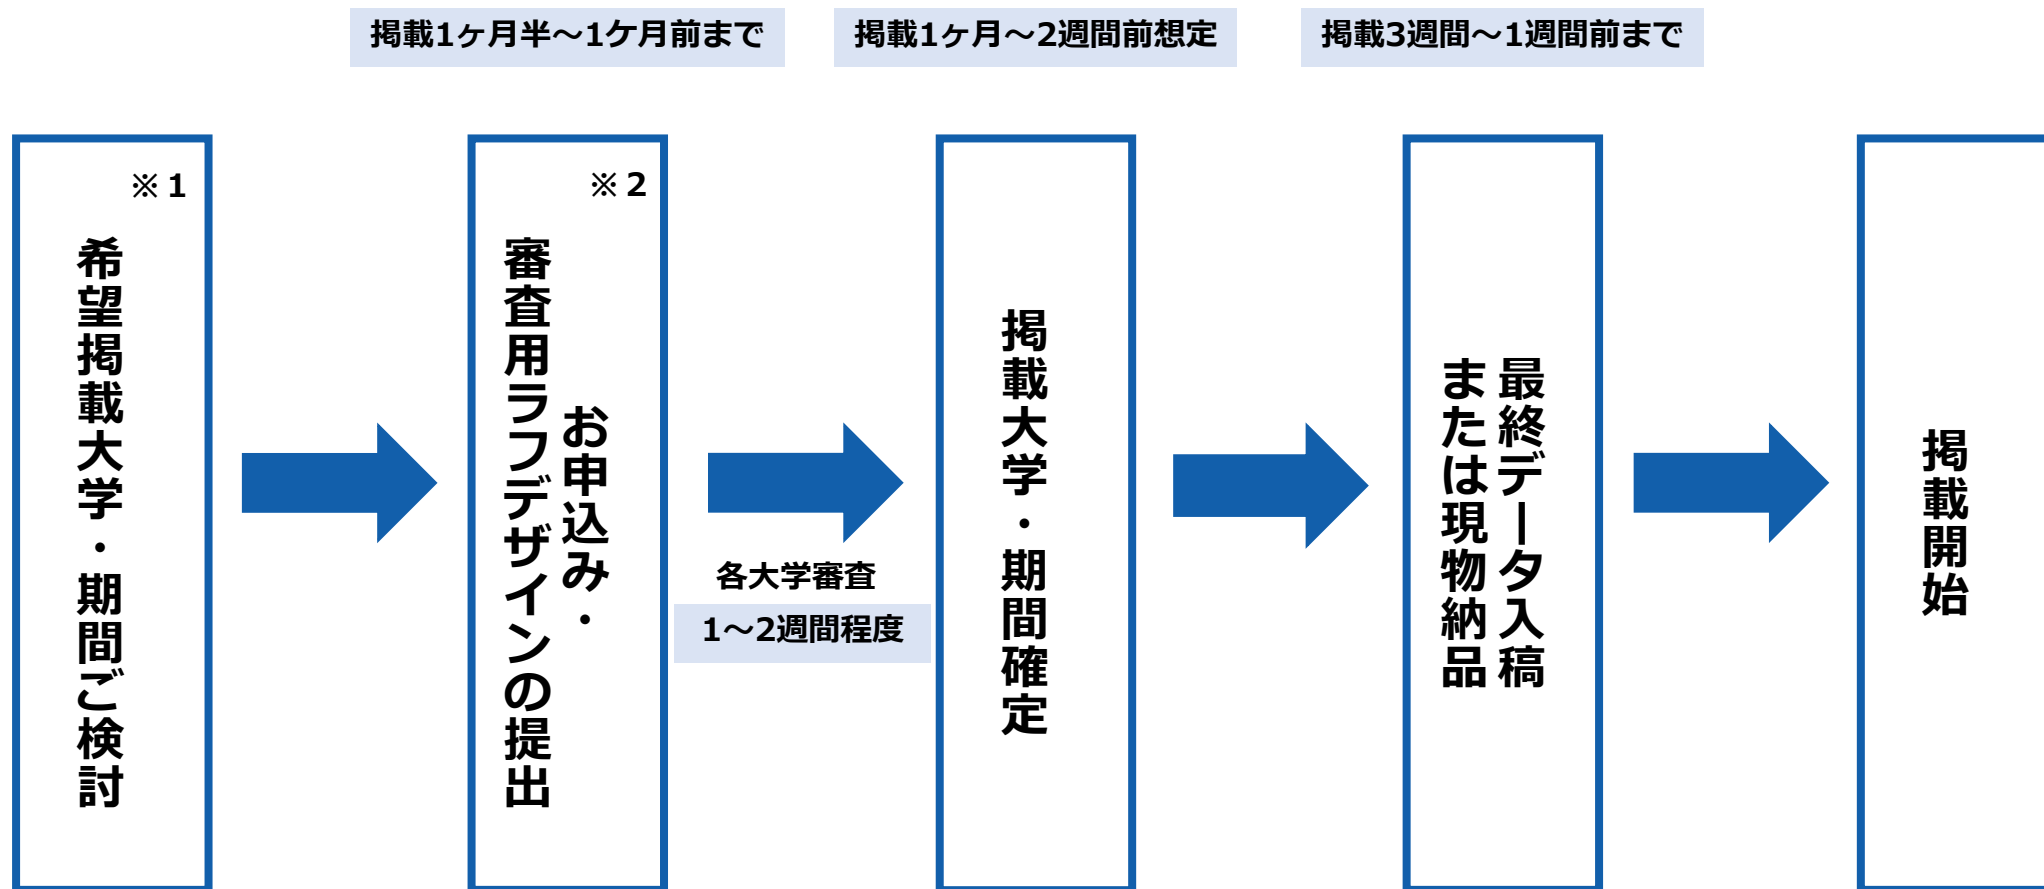 掲載1ヶ月半～1ケ月前まで
掲載1ヶ月～2週間前想定
掲載3週間～1週間前まで
※1
希望掲載大学・期間ご検討
※2
お申込み・
審査用ラフデザインの提出
各大学審査
1～2週間程度
掲載大学・期間確定
最終データ入稿
または現物納品
掲載開始